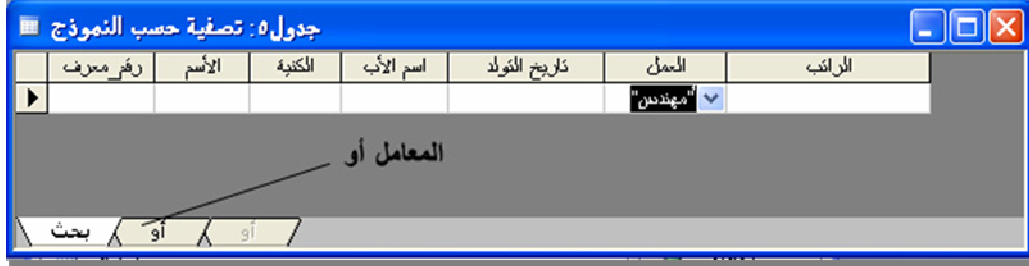 جدول٥: تصفية حسب النموذج
رقم معرف الأسم الكنية اسم الأب تاريخ التولد العمل الراتب
"مهندس"
المعامل أو
بحث أو أو